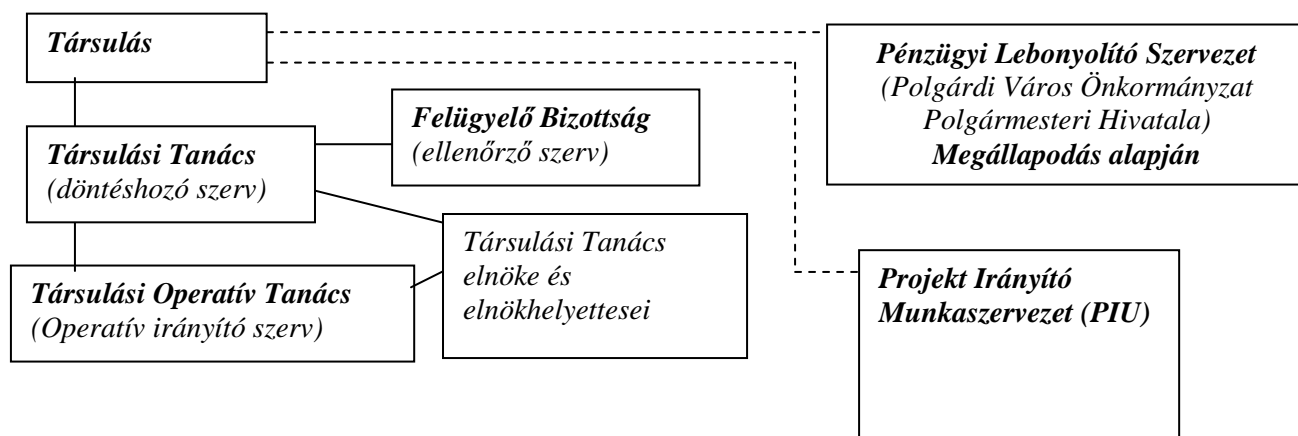 Társulás
Társulási Tanács
(döntéshozó szerv)
Társulási Operatív Tanács
(Operatív irányító szerv)
Felügyelő Bizottság
(ellenőrző szerv)
Társulási Tanács
elnöke és
elnökhelyettesei
Pénzügyi Lebonyolító Szervezet
(Polgárdi Város Önkormányzat
Polgármesteri Hivatala)
Megállapodás alapján
Projekt Irányító
Munkaszervezet (PIU)